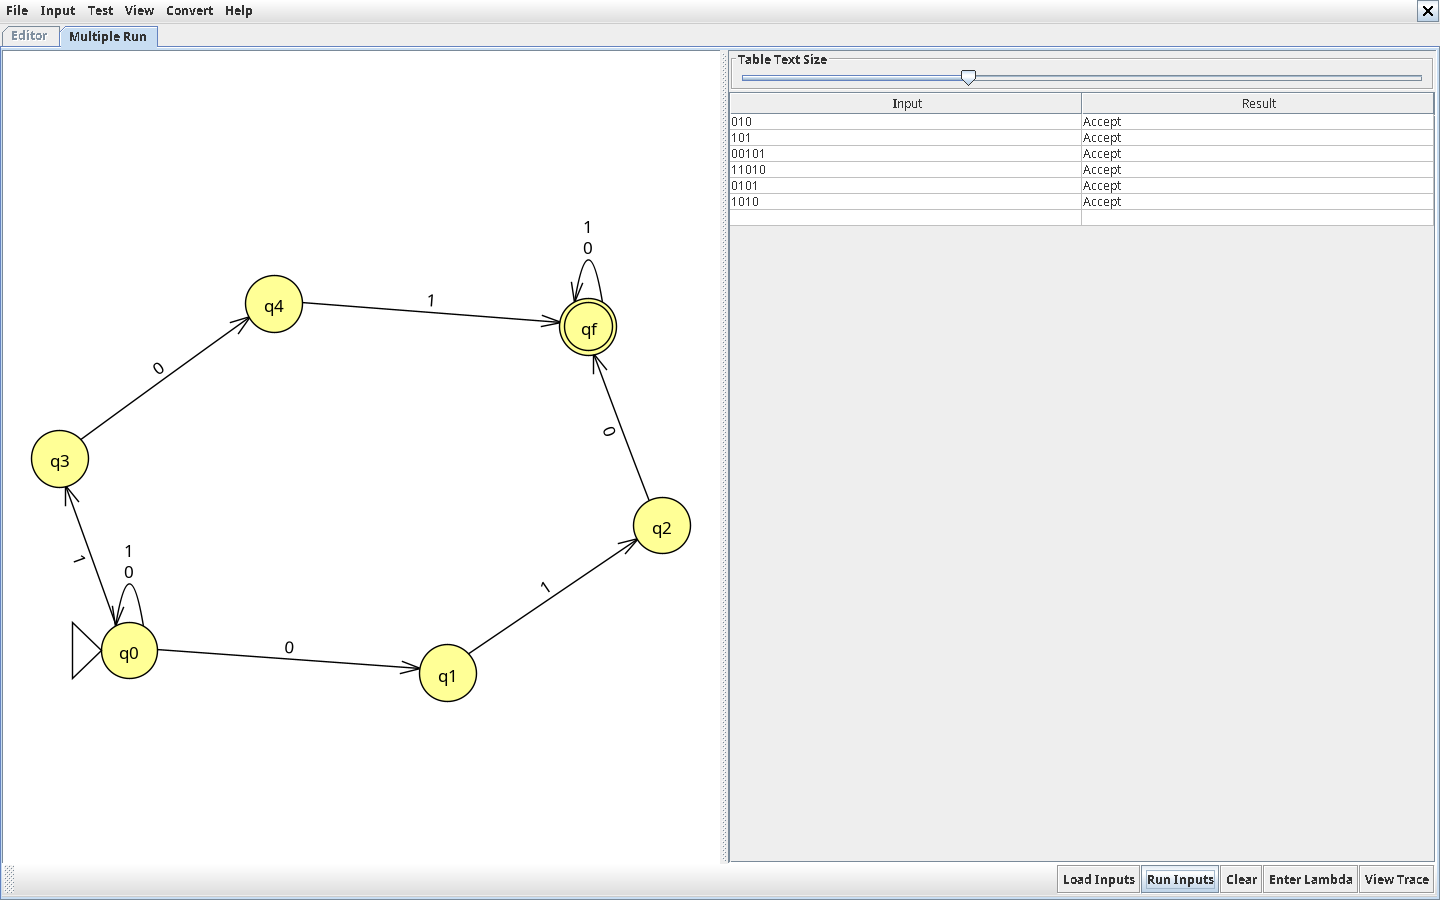 File Input Test View Convert Help
Editor Multiple Run
Table Text Size
Input Result
010 Accept
101 Accept
00101 Accept
11010 Accept
0101 Accept
1010 Accept
1
0
q4
1
qf
0
q3
0
q2
1
1
0
1
q0
0
q1
Load Inputs Run Inputs Clear Enter Lambda View Trace